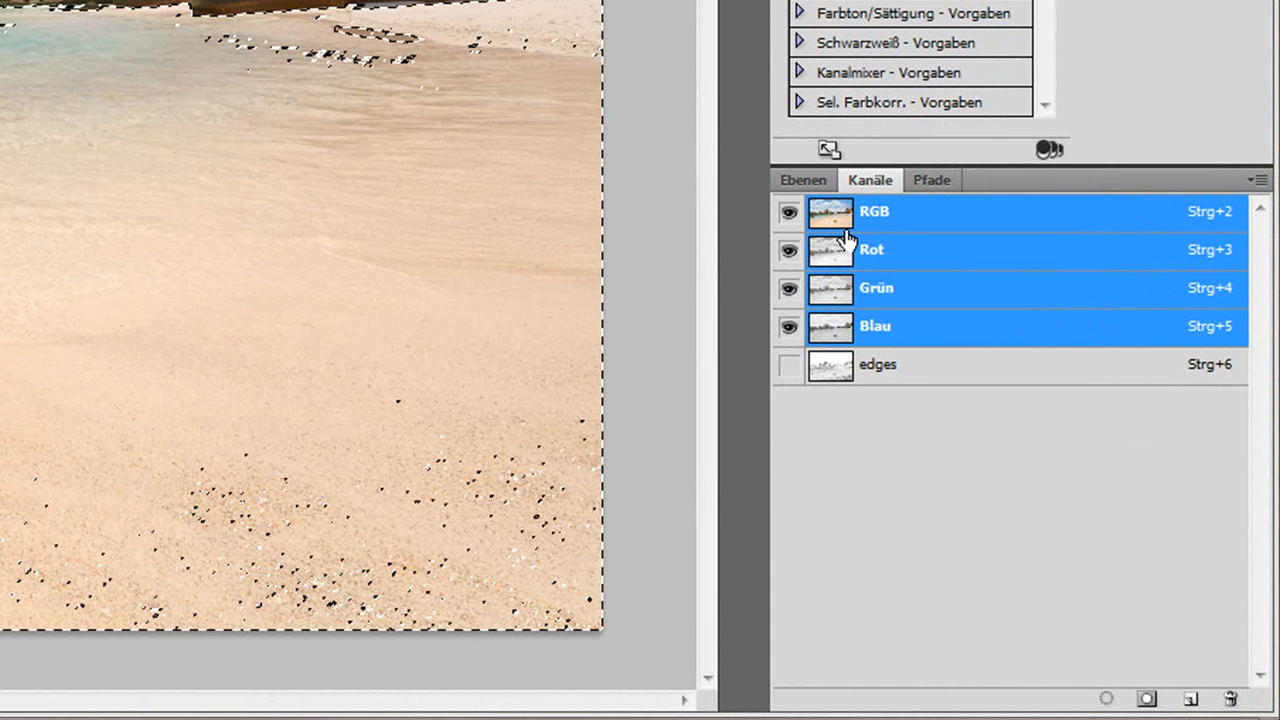 Farbton/Sättigung - Vorgaben
Schwarzweiß - Vorgaben
Kanalmixer - Vorgaben
Sel. Farbkorr. - Vorgaben
Ebenen Kanäle Pfade
RGB Strg+2
Rot Strg+3
Grün Strg+4
Blau Strg+5
edges Strg+6